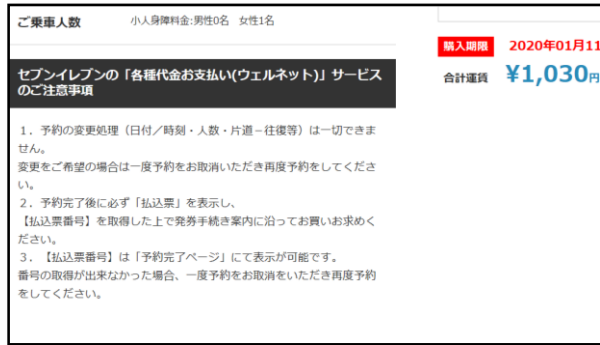 ご乗車人数 小人身障料金:男性0名 女性1名
購入期限 2020年01月11
合計運賃 ¥1,030円
セブンイレブンの「各種代金お支払い(ウェルネット)」サービス
のご注意事項
1. 予約の変更処理（日付／時刻・人数・片道－往復等）は一切できま
せん。
変更をご希望の場合は一度予約をお取消いただき再度予約をしてくださ
い。
2. 予約完了後に必ず「払込票」を表示し、
【払込票番号】を取得した上で発券手続き案内に沿ってお買いお求めく
ださい。
3. 【払込票番号】は「予約完了ページ」にて表示が可能です。
番号の取得が出来なかった場合、一度予約をお取消をいただき再度予約
をしてください。